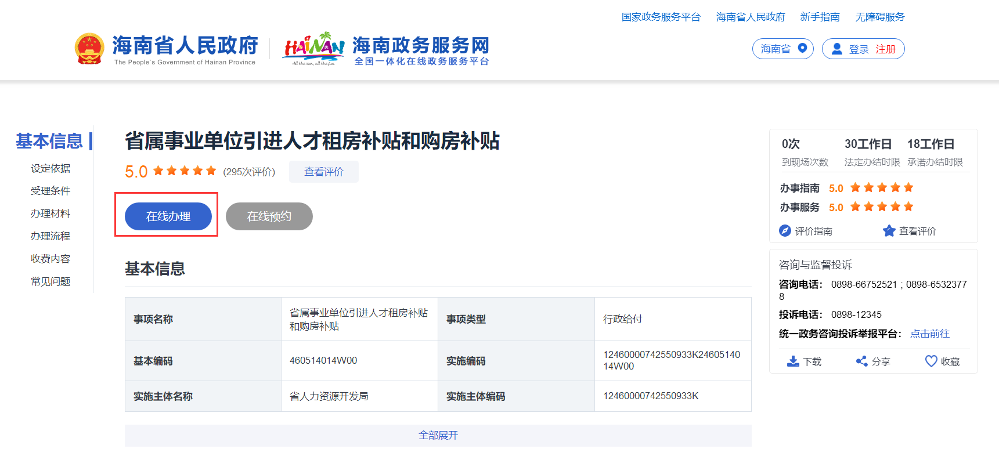 国家政务服务平台 海南省人民政府 新手指南 无障碍服务
海南省人民政府
The People`s Government of Hainan Province
HAINAN
All the sun, all the fun
海南政务服务网
全国一体化在线政务服务平台
海南省
登录 注册
基本信息
设定依据
受理条件
办理材料
办理流程
收费内容
常见问题
省属事业单位引进人才租房补贴和购房补贴
5.0 (295次评价) 查看评价
在线办理 在线预约
基本信息
事项名称
省属事业单位引进人才租房补贴
和购房补贴
事项类型
行政给付
基本编码
460514014W00
实施编码
12460000742550933K24605140
14W00
实施主体名称
省人力资源开发局
实施主体编码
12460000742550933K
全部展开
0次 30工作日 18工作日
到现场次数 法定办结时限 承诺办结时限
办事指南 5.0
办事服务 5.0
评价指南 查看评价
咨询与监督投诉
咨询电话： 0898-66752521 ; 0898-6532377
8
投诉电话： 0898-12345
统一政务咨询投诉举报平台： 点击前往
下载 分享 收藏